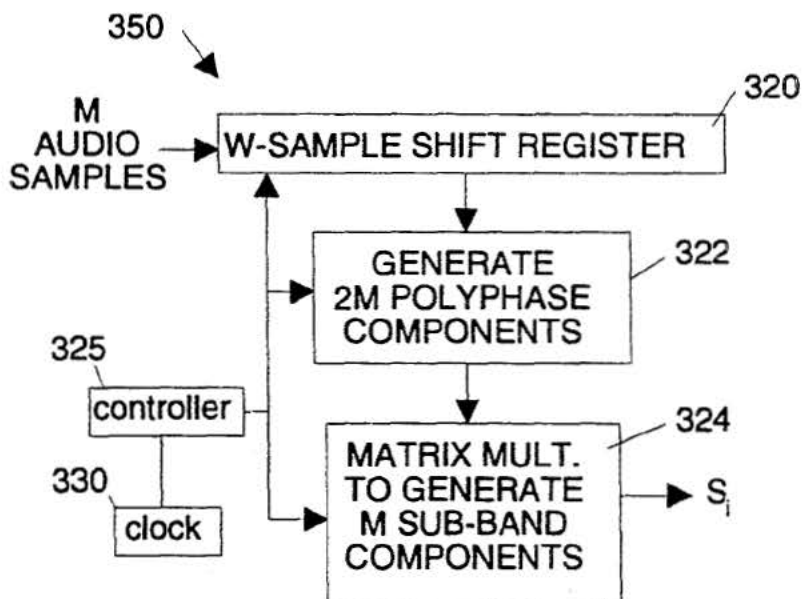 350
M
AUDIO
SAMPLES
320
W-SAMPLE SHIFT REGISTER
GENERATE
2M POLYPHASE
COMPONENTS
322
325
controller
330
clock
MATRIX MULT.
TO GENERATE
M SUB-BAND
COMPONENTS
324
Si